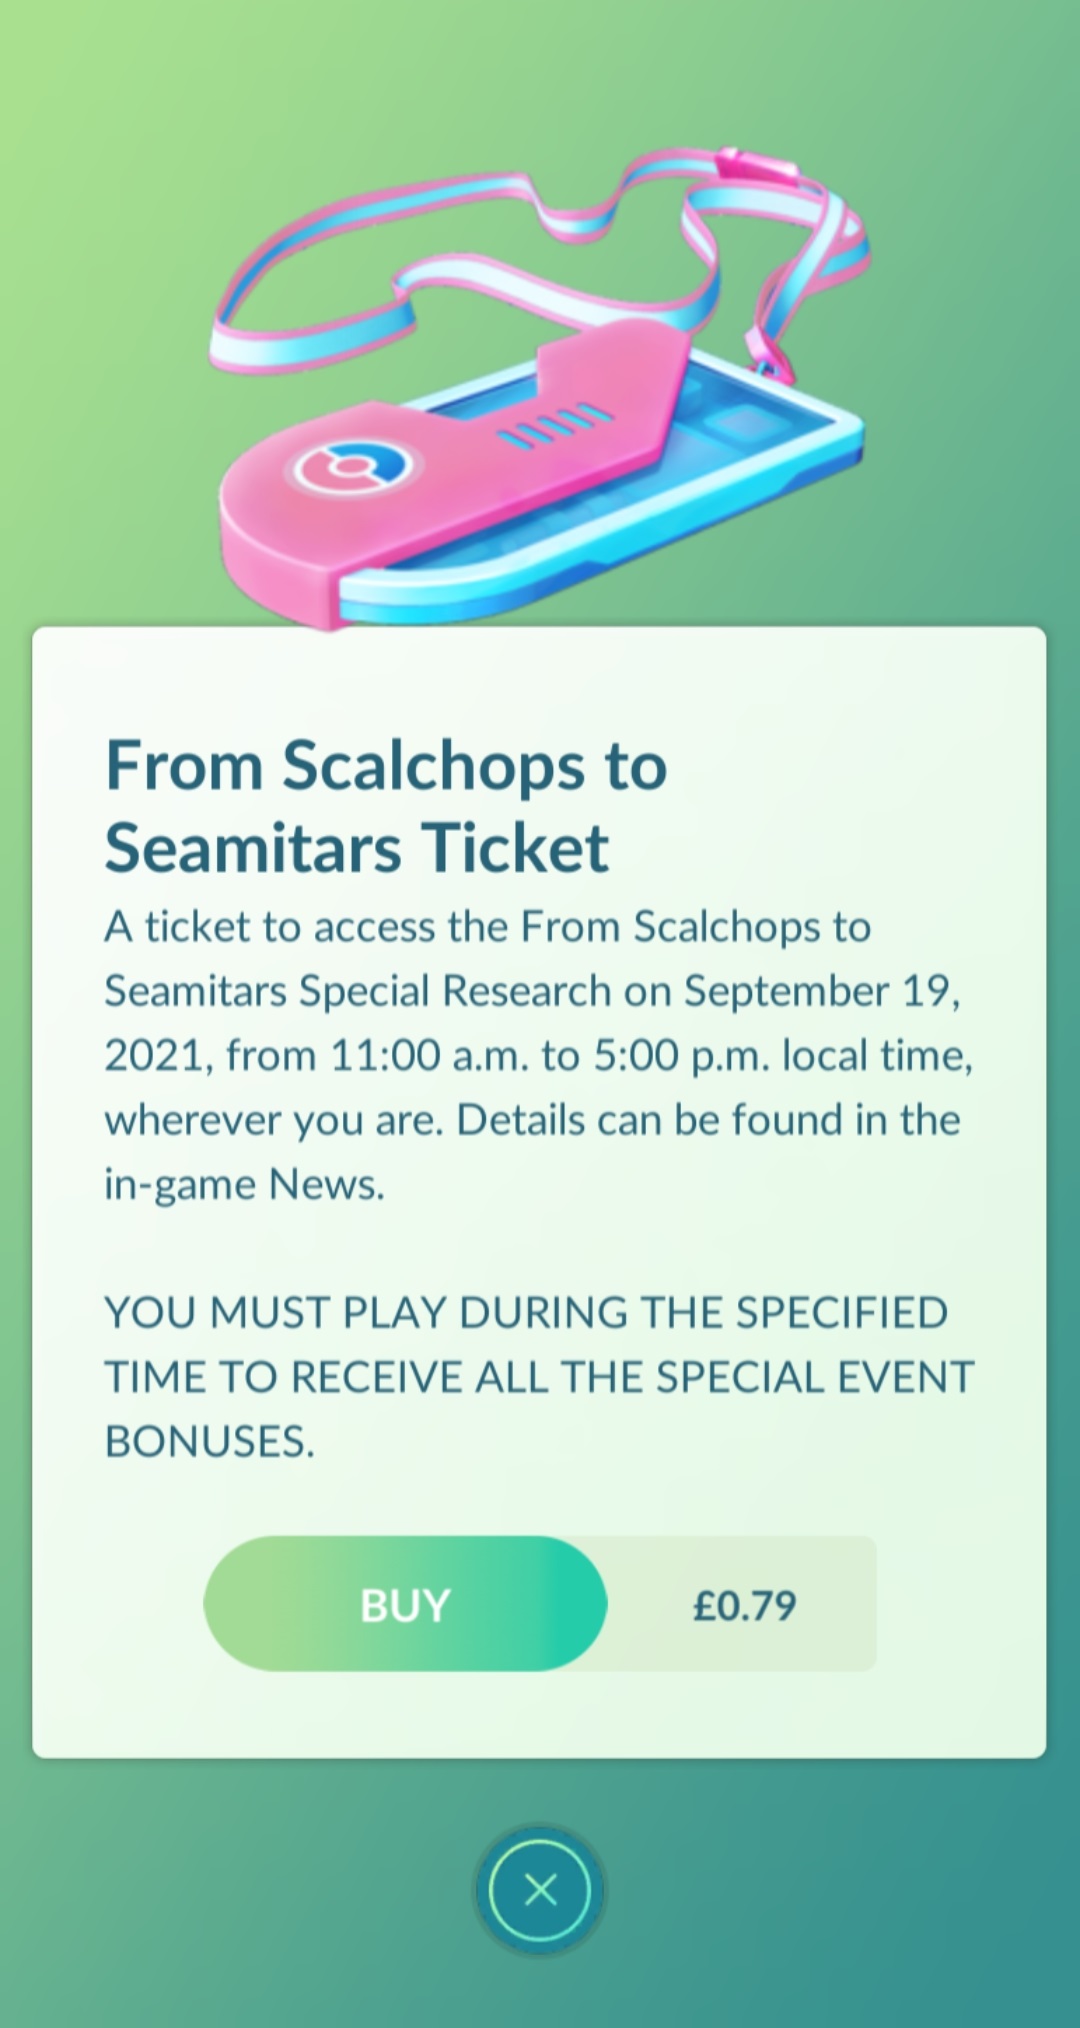 From Scalchops to
Seamitars Ticket
A ticket to access the From Scalchops to
Seamitars Special Research on September 19,
2021, from 11:00 a.m. to 5:00 p.m. local time,
wherever you are. Details can be found in the
in-game News.
YOU MUST PLAY DURING THE SPECIFIED
TIME TO RECEIVE ALL THE SPECIAL EVENT
BONUSES.
BUY £0.79